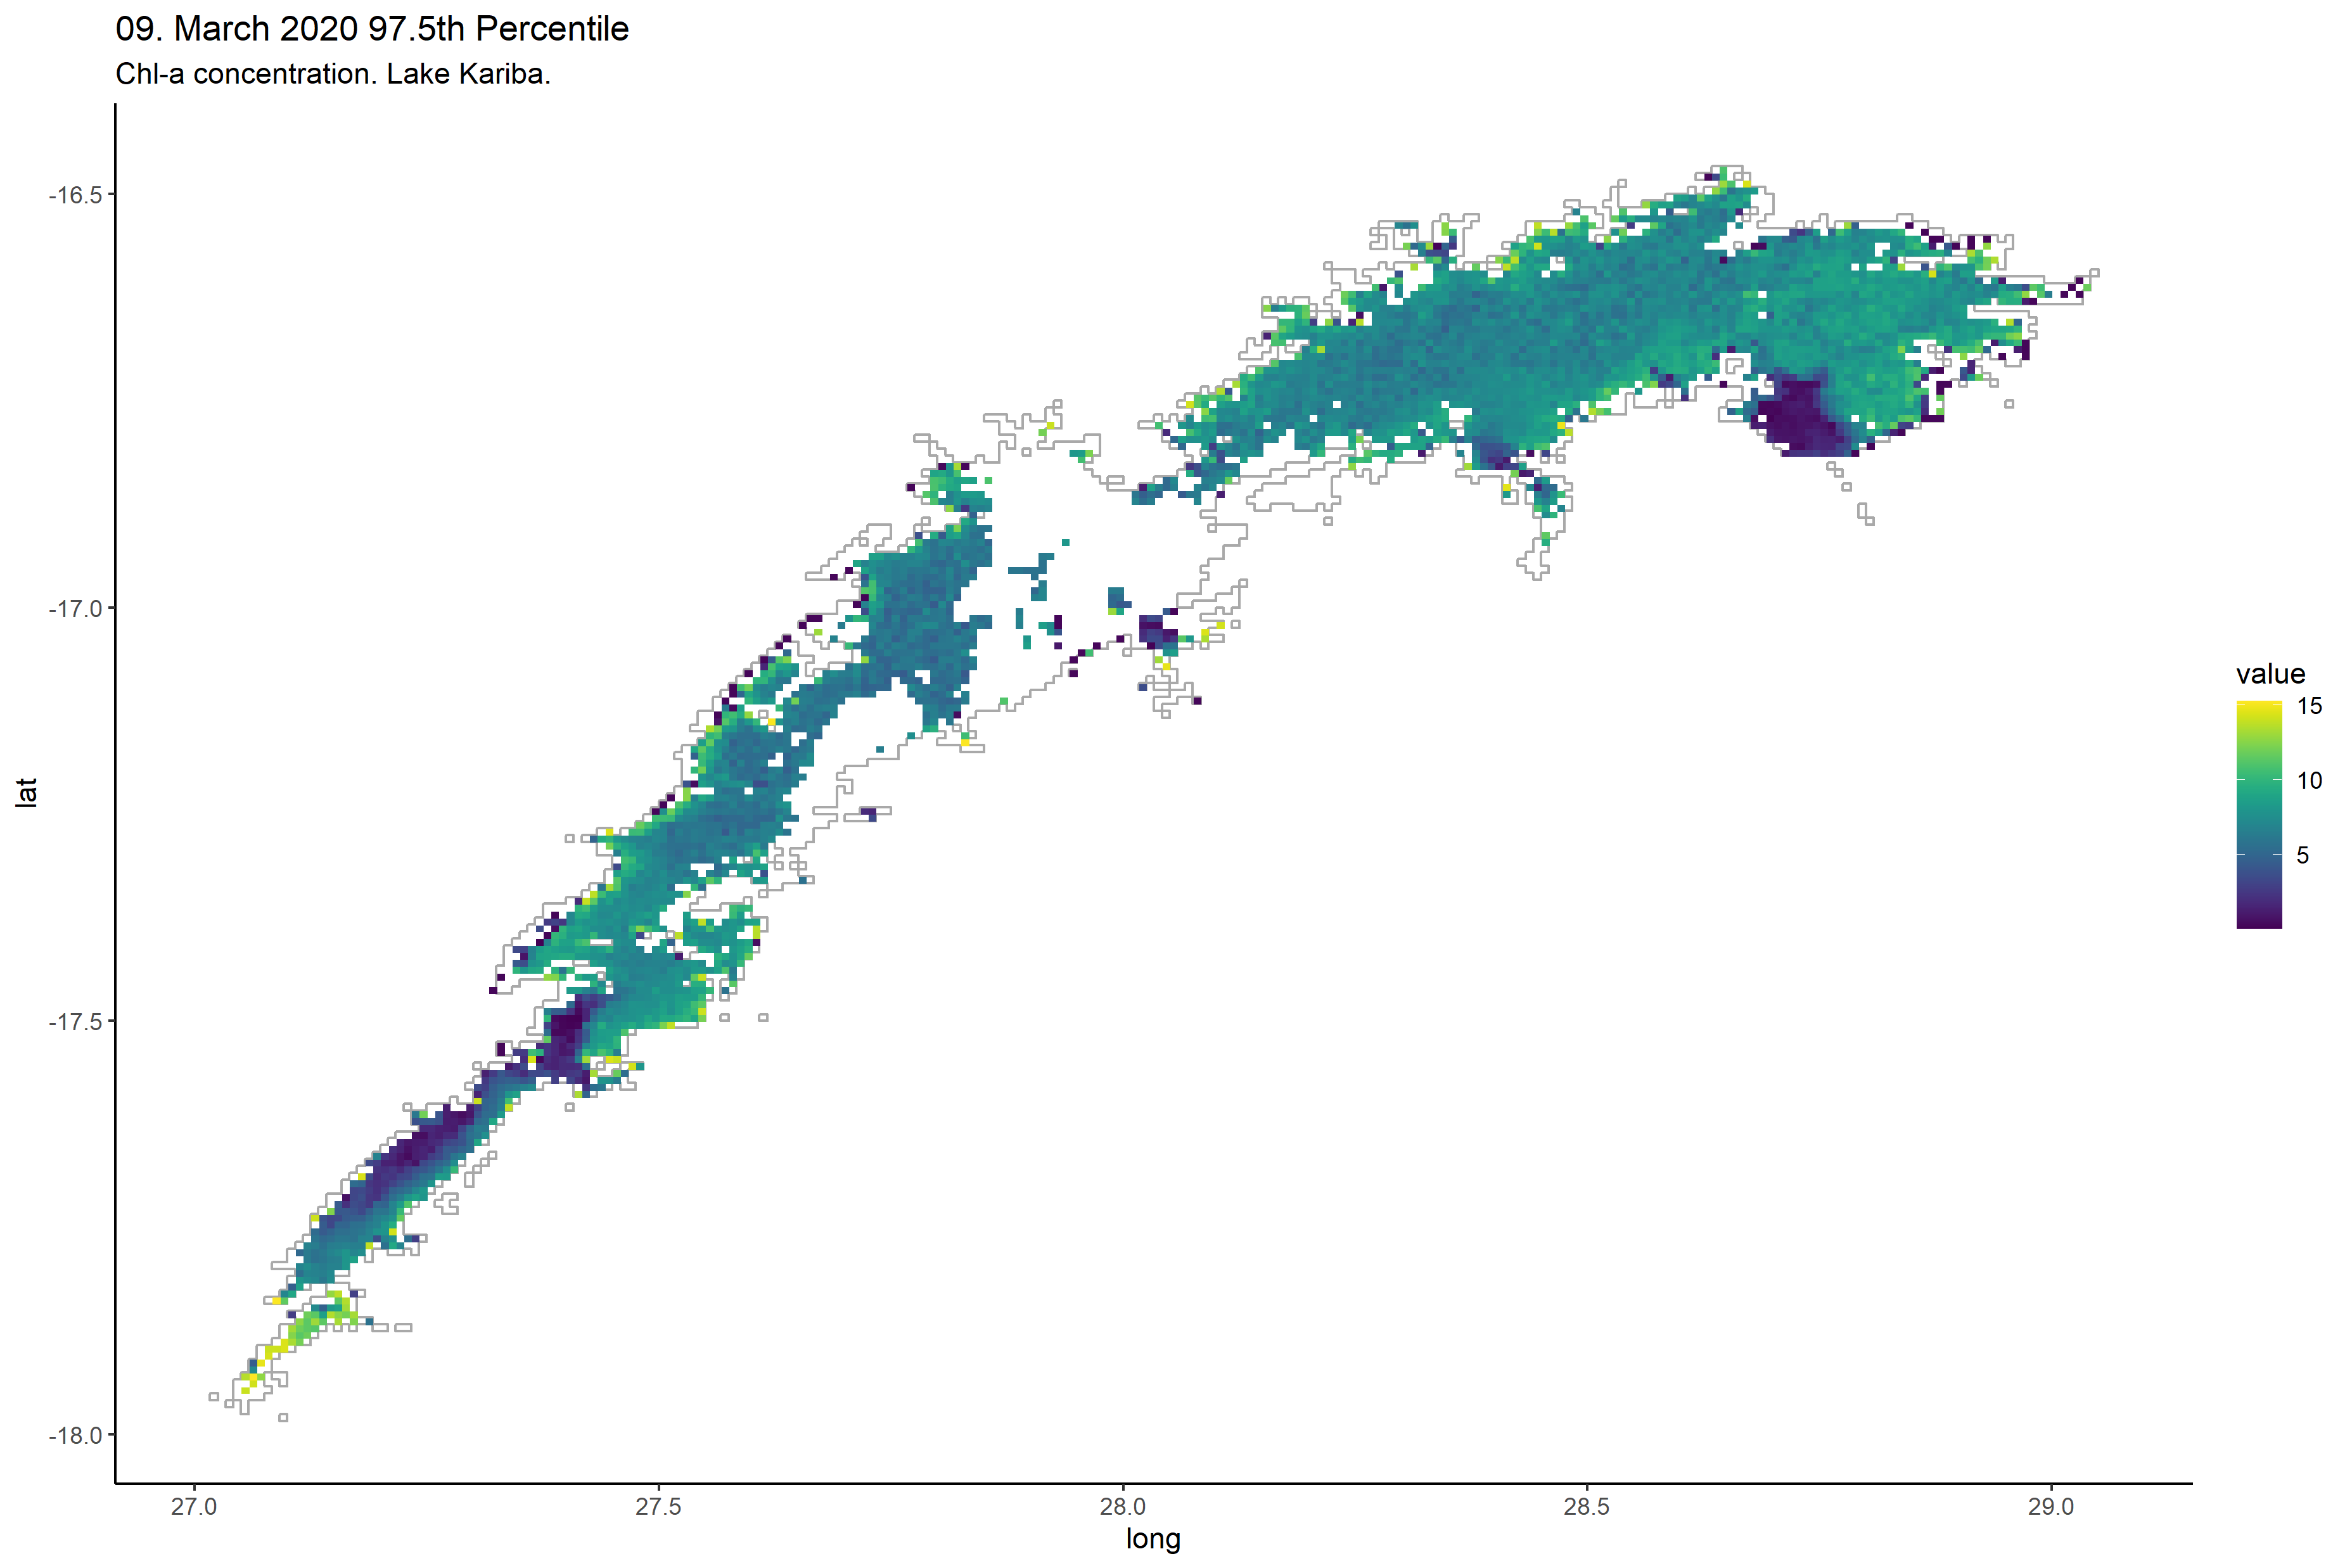 09. March 2020 97.5th Percentile
Chl-a concentration. Lake Kariba.
-16.5
-17.0
-17.5
-18.0
lat
27.0
27.5
28.0
28.5
29.0
long
value
15
10
5